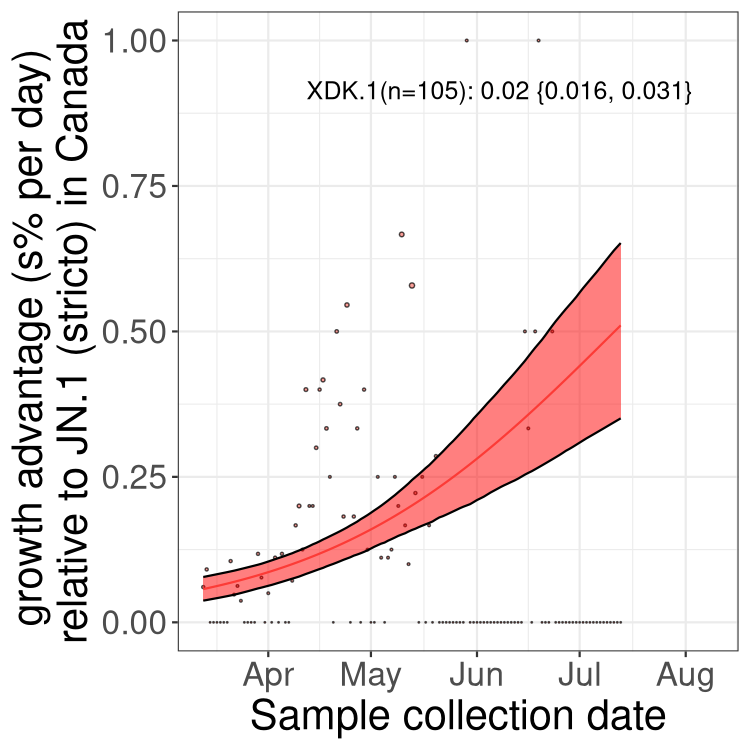 growth advantage (s% per day)
relative to JN.1 (stricto) in Canada
1.00
0.75
0.50
0.25
0.00
XDK.1(n=105): 0.02 {0.016, 0.031}
Apr May Jun Jul Aug
Sample collection date